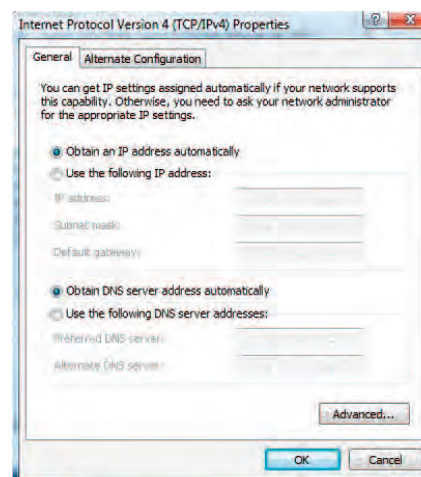 Internet Protocol Version 4 (TCP/IPv4) Properties
General
Alternate Configuration
You can get IP settings assigned automatically if your network supports
this capability. Otherwise, you need to ask your network administrator
for the appropriate IP settings.
Obtain an IP address automatically
Use the following IP address:
IP address:
Subnet mask:
Default gateway:
Obtain DNS server address automatically
Use the following DNS server addresses:
Preferred DNS server:
Alternate DNS server:
Advanced...
OK
Cancel